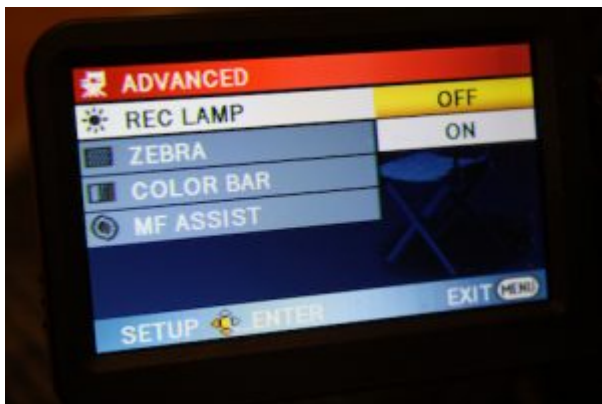 ADVANCED
REC LAMP OFF
ZEBRA ON
COLOR BAR
MF ASSIST
SETUP ENTER EXIT MENU